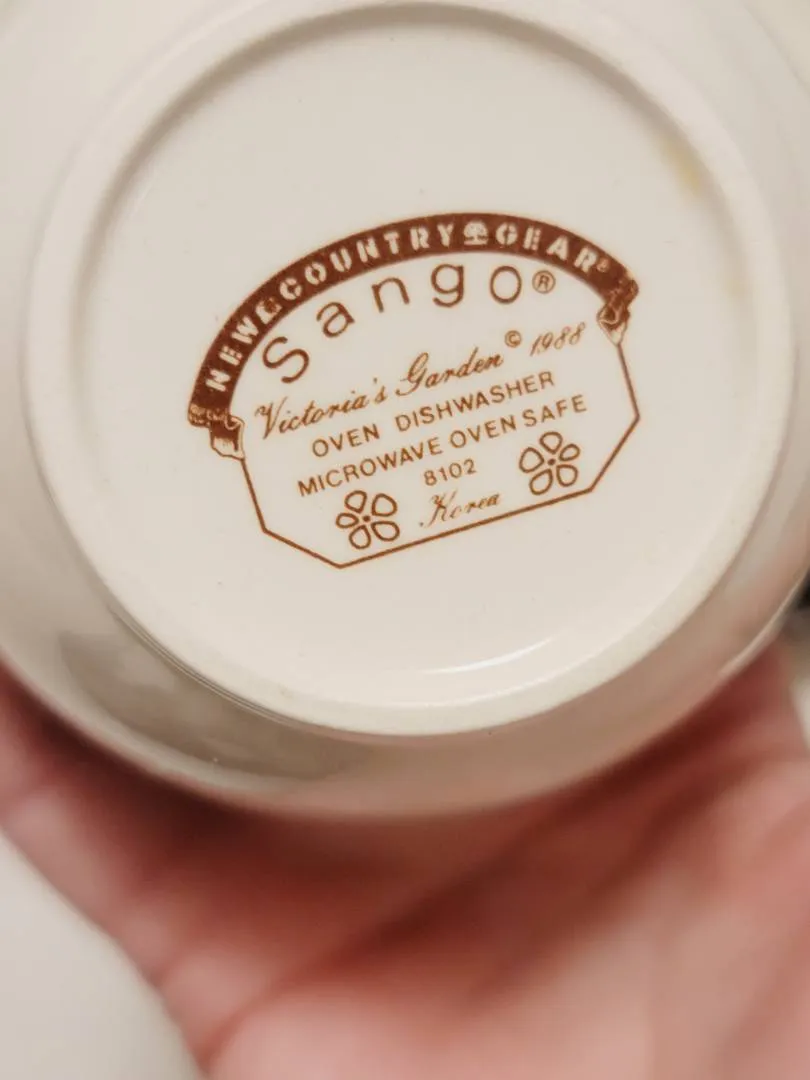 NEW COUNTRY GEAR®
Sango®
Victoria's Garden © 1988
OVEN DISHWASHER
MICROWAVE OVEN SAFE
8102
Korea